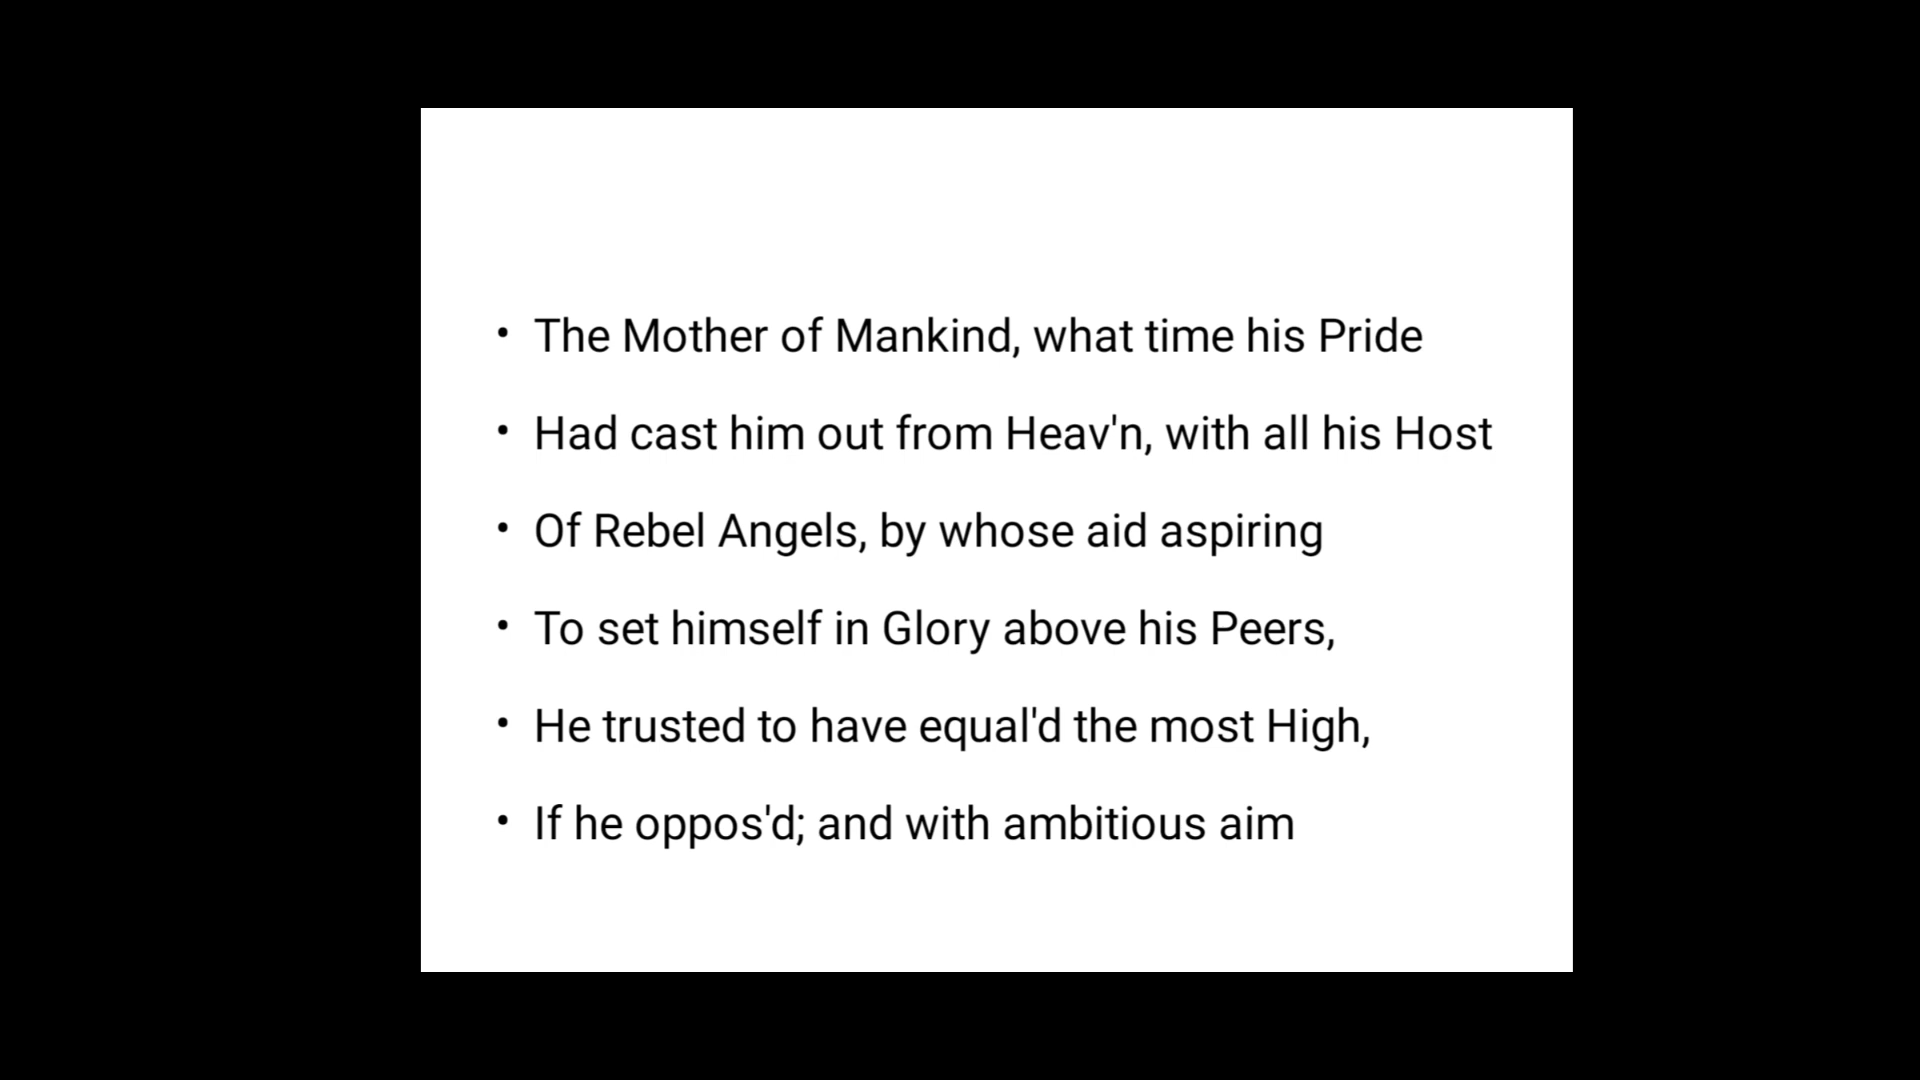 • The Mother of Mankind, what time his Pride
• Had cast him out from Heav'n, with all his Host
• Of Rebel Angels, by whose aid aspiring
• To set himself in Glory above his Peers,
• He trusted to have equal'd the most High,
• If he oppos'd; and with ambitious aim